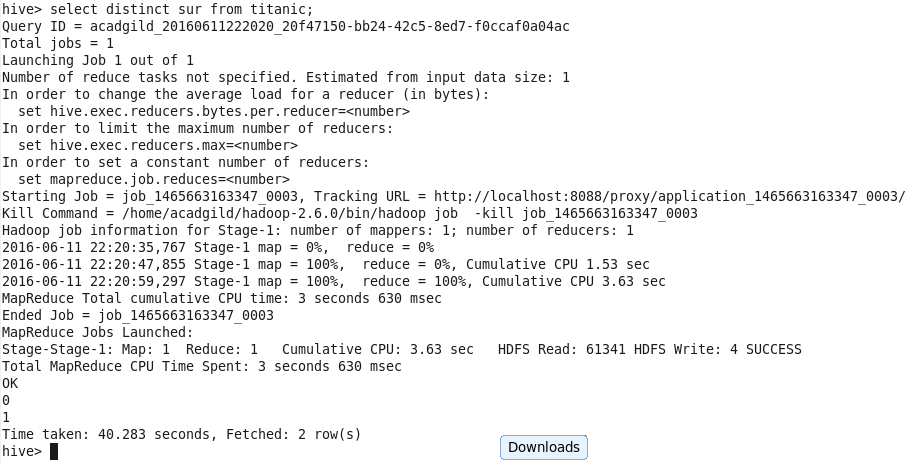 hive> select distinct sur from titanic;
Query ID = acadgild_20160611222020_20f47150-bb24-42c5-8ed7-f0ccaf0a04ac
Total jobs = 1
Launching Job 1 out of 1
Number of reduce tasks not specified. Estimated from input data size: 1
In order to change the average load for a reducer (in bytes):
  set hive.exec.reducers.bytes.per.reducer=<number>
In order to limit the maximum number of reducers:
  set hive.exec.reducers.max=<number>
In order to set a constant number of reducers:
  set mapreduce.job.reduces=<number>
Starting Job = job_1465663163347_0003, Tracking URL = http://localhost:8088/proxy/application_1465663163347_0003/
Kill Command = /home/acadgild/hadoop-2.6.0/bin/hadoop job  -kill job_1465663163347_0003
Hadoop job information for Stage-1: number of mappers: 1; number of reducers: 1
2016-06-11 22:20:35,767 Stage-1 map = 0%,  reduce = 0%
2016-06-11 22:20:47,855 Stage-1 map = 100%,  reduce = 0%, Cumulative CPU 1.53 sec
2016-06-11 22:20:59,297 Stage-1 map = 100%,  reduce = 100%, Cumulative CPU 3.63 sec
MapReduce Total cumulative CPU time: 3 seconds 630 msec
Ended Job = job_1465663163347_0003
MapReduce Jobs Launched:
Stage-Stage-1: Map: 1  Reduce: 1   Cumulative CPU: 3.63 sec   HDFS Read: 61341 HDFS Write: 4 SUCCESS
Total MapReduce CPU Time Spent: 3 seconds 630 msec
OK
0
1
Time taken: 40.283 seconds, Fetched: 2 row(s)
hive>
Downloads